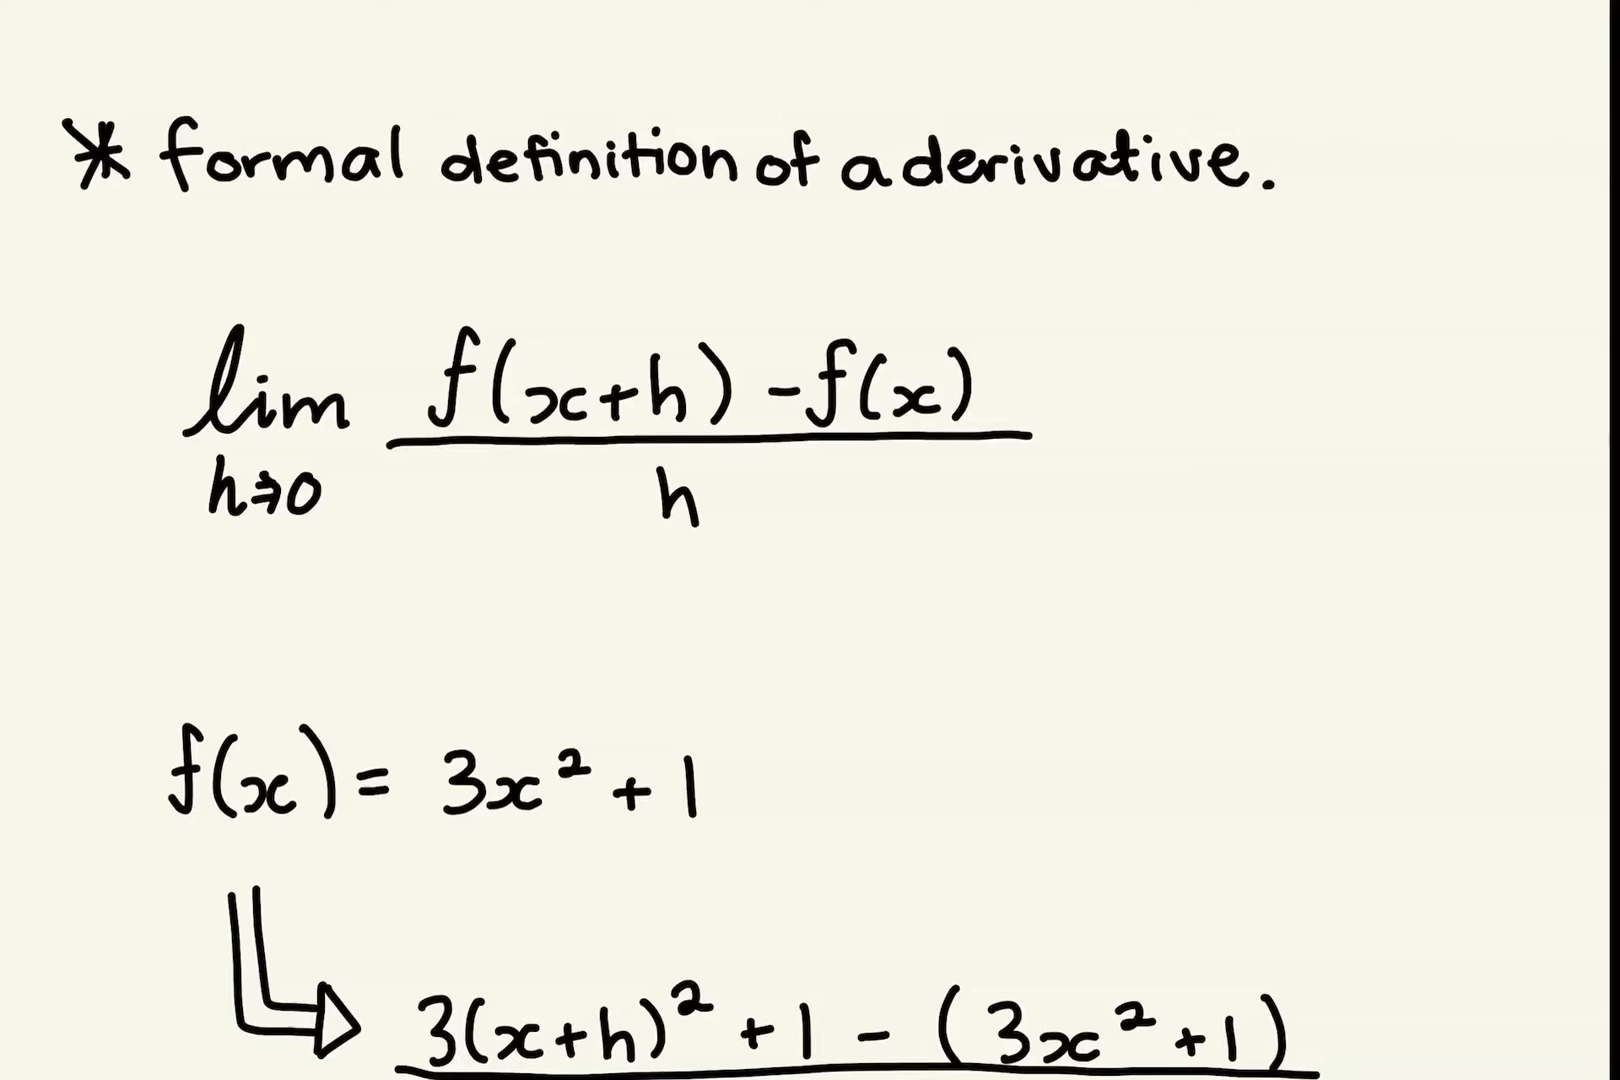 * formal definition of a derivative.
lim f(x+h) - f(x)
h→0 h
f(x) = 3x² + 1
3(x+h)² + 1 - (3x² + 1)